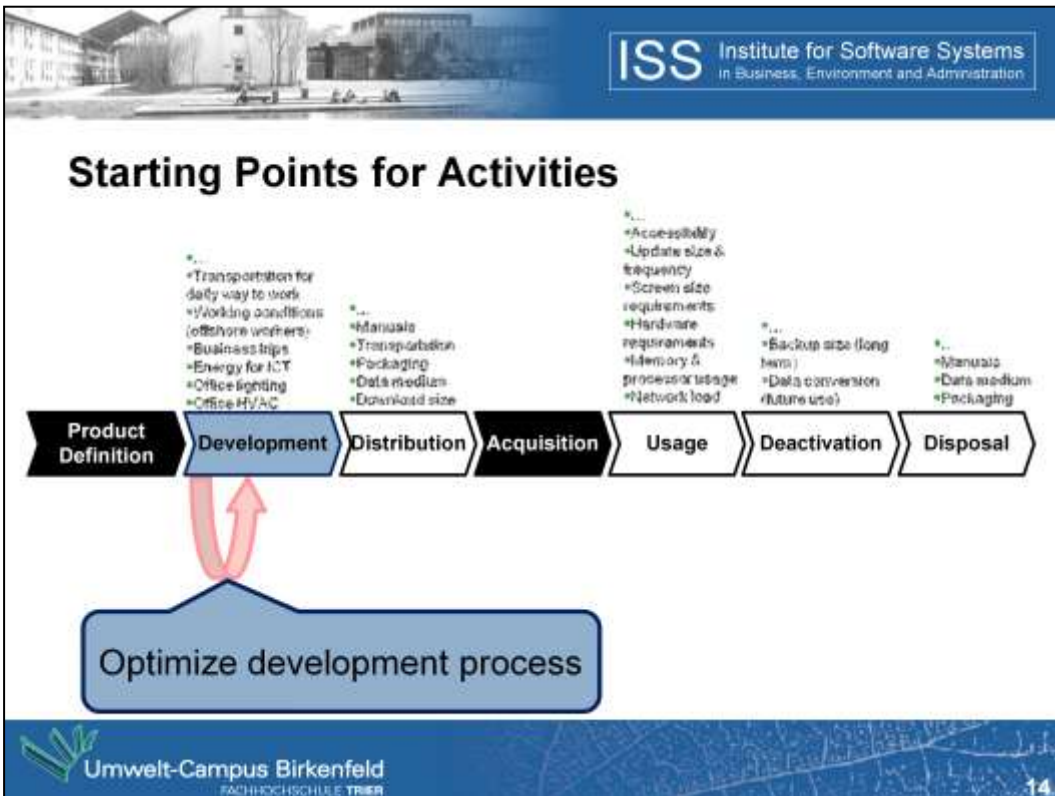 ISS Institute for Software Systems
in Business, Environment and Administration
Starting Points for Activities
•...
•Transportation for
daily way to work
•Working conditions
(offshore workers)
•Business trips
•Energy for ICT
•Office lighting
•Office HVAC
•...
•Manuals
•Transportation
•Packaging
•Data medium
•Download size
•...
•Accessibility
•Update size &
frequency
•Screen size
requirements
•Hardware
requirements
•Memory &
processor usage
•Network load
•...
•Backup size (long
term)
•Data conversion
(future use)
•...
•Manuals
•Data medium
•Packaging
Product
Definition
Development
Distribution
Acquisition
Usage
Deactivation
Disposal
Optimize development process
Umwelt-Campus Birkenfeld
FACHHOCHSCHULE TRIER
14